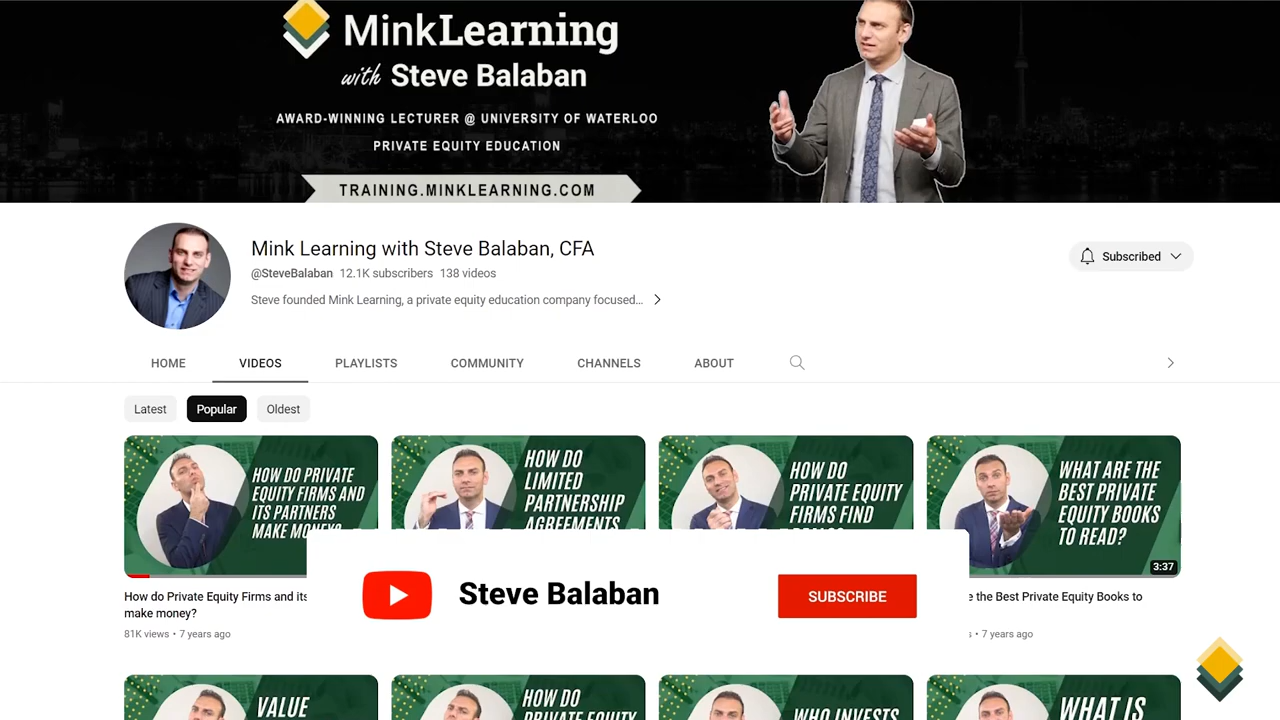 MinkLearning
with Steve Balaban
AWARD-WINNING LECTURER @ UNIVERSITY OF WATERLOO
PRIVATE EQUITY EDUCATION
TRAINING.MINKLEARNING.COM
Mink Learning with Steve Balaban, CFA
@SteveBalaban 12.1K subscribers 138 videos
Steve founded Mink Learning, a private equity education company focused...
Subscribed
HOME VIDEOS PLAYLISTS COMMUNITY CHANNELS ABOUT
Latest Popular Oldest
HOW DO PRIVATE
EQUITY FIRMS AND
ITS PARTNERS
MAKE MONEY?
HOW DO
LIMITED
PARTNERSHIP
AGREEMENTS
HOW DO
PRIVATE EQUITY
FIRMS FIND
WHAT ARE THE
BEST PRIVATE
EQUITY BOOKS
TO READ?
3:37
How do Private Equity Firms and its
make money?
81K views • 7 years ago
e the Best Private Equity Books to
s • 7 years ago
Steve Balaban
SUBSCRIBE
VALUE
HOW DO
PRIVATE EQUITY
WHO INVESTS
WHAT IS